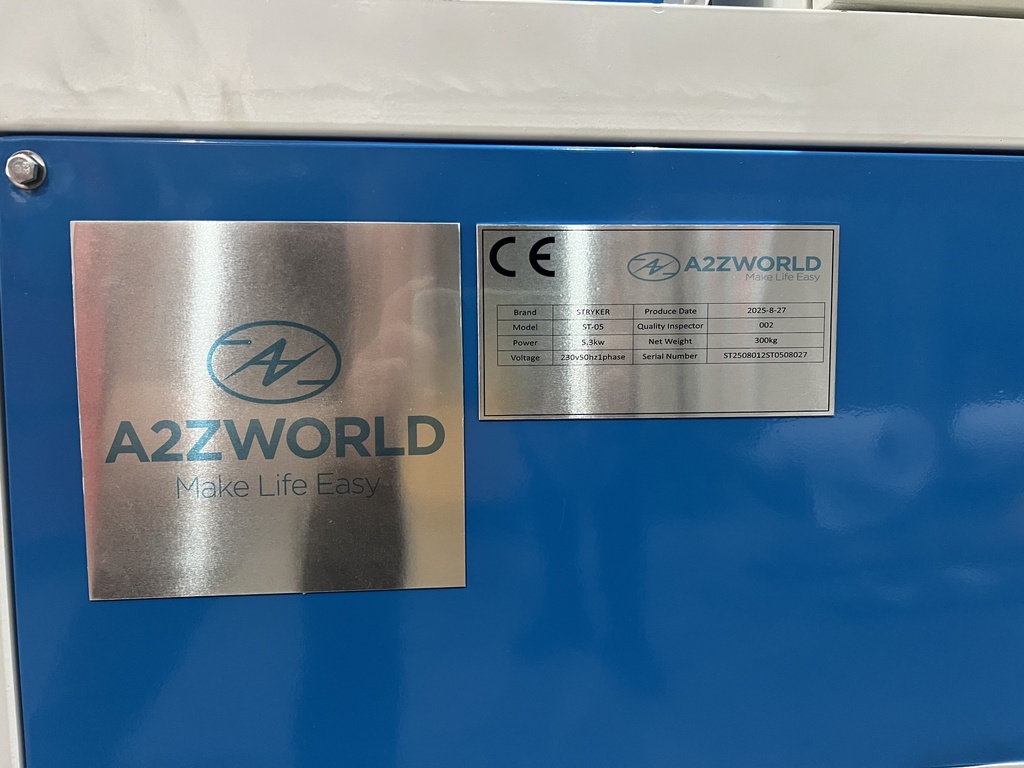 A2ZWORLD
Make Life Easy
CE
A2ZWORLD
Make Life Easy
Brand STRYKER Produce Date 2025-8-27
Model ST-05 Quality Inspector 002
Power 5.3kw Net Weight 300kg
Voltage 230v50hz1phase Serial Number ST2508012ST0508027